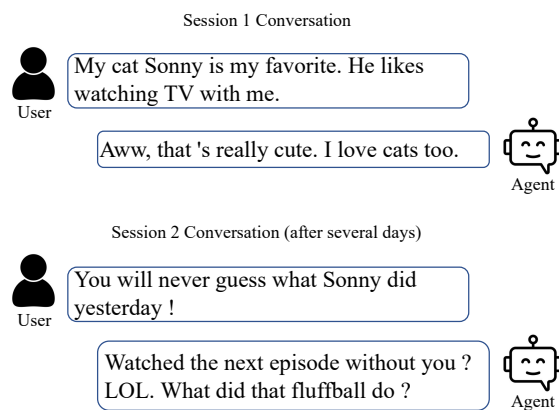 Session 1 Conversation
My cat Sonny is my favorite. He likes
watching TV with me.
User
Aww, that 's really cute. I love cats too.
Agent
Session 2 Conversation (after several days)
You will never guess what Sonny did
yesterday !
User
Watched the next episode without you ?
LOL. What did that fluffball do ?
Agent